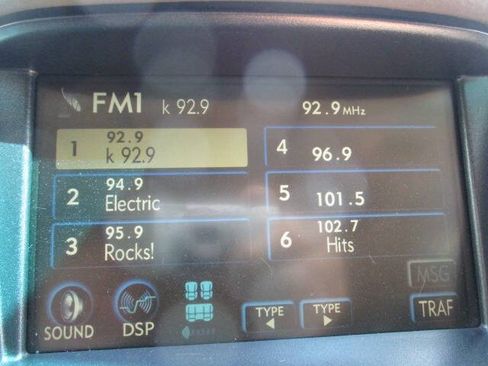 FM1 k 92.9 92.9 MHz
1 92.9 k 92.9
4 96.9
2 94.9 Electric
5 101.5
3 95.9 Rocks!
6 102.7 Hits
MSG
SOUND DSP TYPE TYPE TRAF